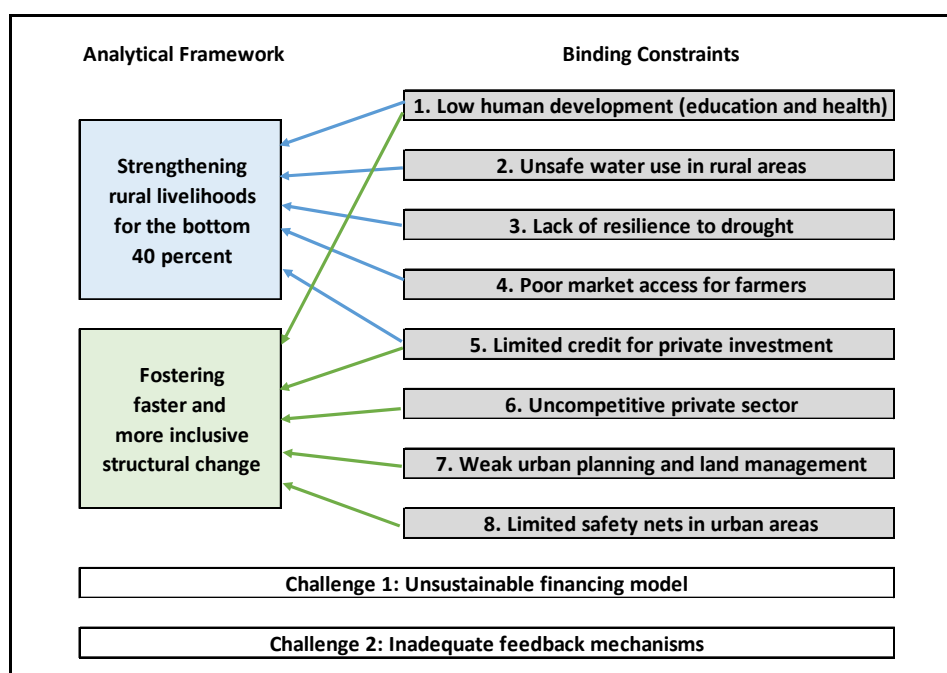 Analytical Framework
Binding Constraints
Strengthening
rural livelihoods
for the bottom
40 percent
Fostering
faster and
more inclusive
structural change
1. Low human development (education and health)
2. Unsafe water use in rural areas
3. Lack of resilience to drought
4. Poor market access for farmers
5. Limited credit for private investment
6. Uncompetitive private sector
7. Weak urban planning and land management
8. Limited safety nets in urban areas
Challenge 1: Unsustainable financing model
Challenge 2: Inadequate feedback mechanisms